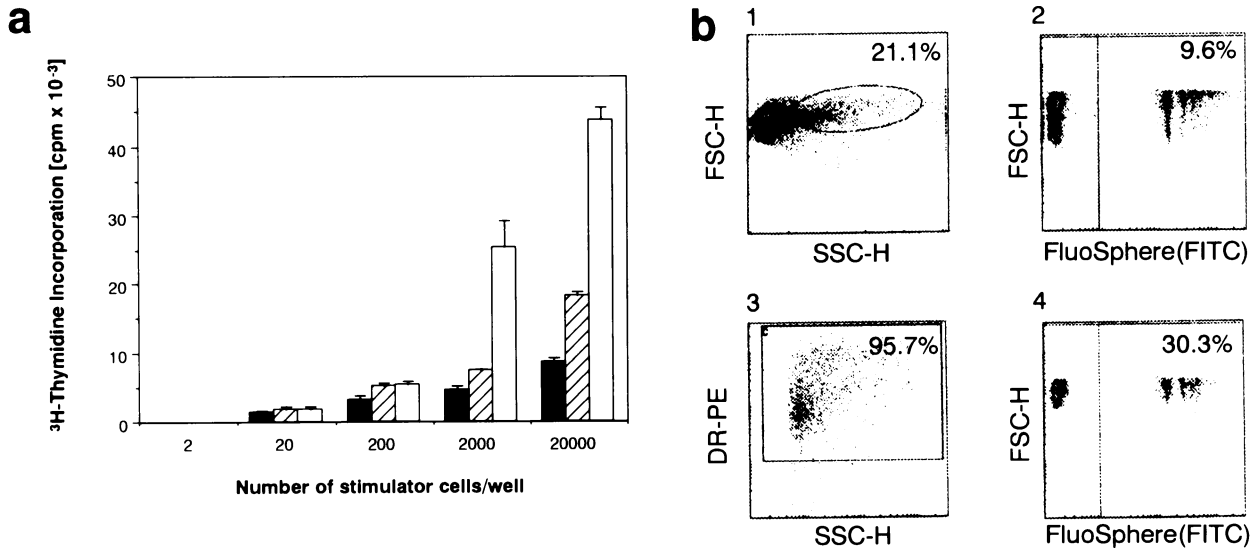 a
³H-Thymidine Incorporation [cpm x 10⁻³]
50
40
30
20
10
0
2 20 200 2000 20000
Number of stimulator cells/well
b
1
21.1%
FSC-H
SSC-H
2
9.6%
FSC-H
FluoSphere(FITC)
3
95.7%
DR-PE
SSC-H
4
30.3%
FSC-H
FluoSphere(FITC)